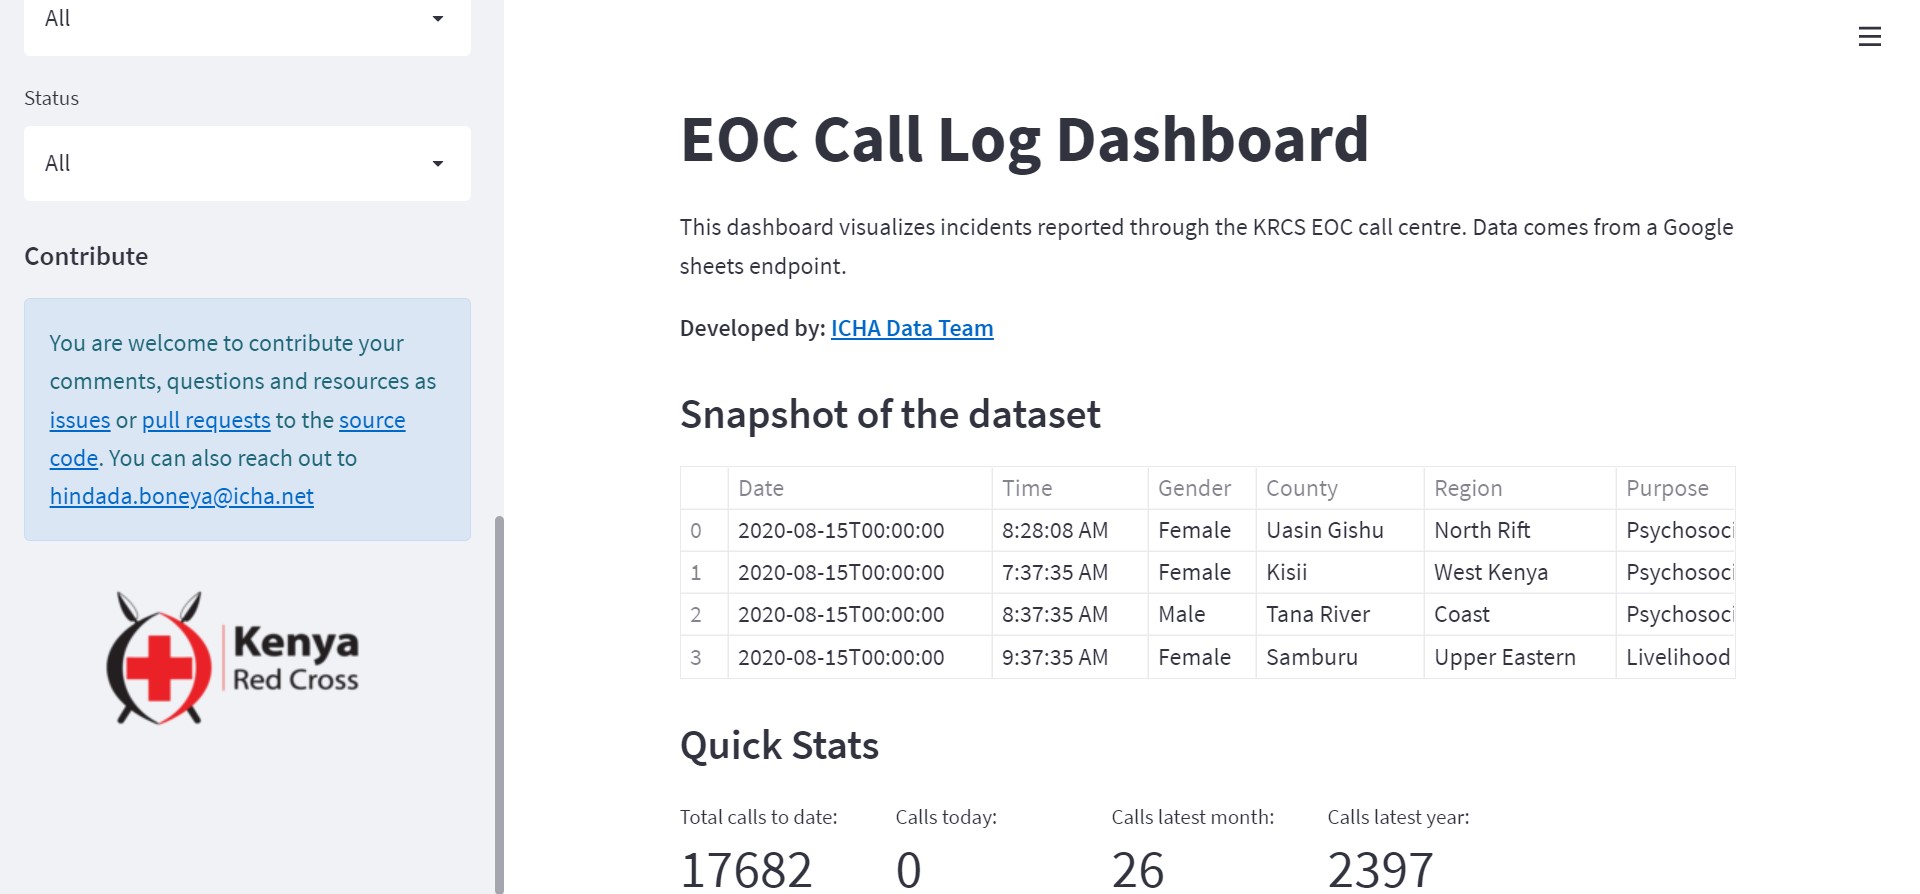 All
Status
All
Contribute
You are welcome to contribute your
comments, questions and resources as
issues or pull requests to the source
code. You can also reach out to
hindada.boneya@icha.net
Kenya
Red Cross
EOC Call Log Dashboard
This dashboard visualizes incidents reported through the KRCS EOC call centre. Data comes from a Google
sheets endpoint.
Developed by: ICHA Data Team
Snapshot of the dataset
Date Time Gender County Region Purpose
0 2020-08-15T00:00:00 8:28:08 AM Female Uasin Gishu North Rift Psychosoci
1 2020-08-15T00:00:00 7:37:35 AM Female Kisii West Kenya Psychosoci
2 2020-08-15T00:00:00 8:37:35 AM Male Tana River Coast Psychosoci
3 2020-08-15T00:00:00 9:37:35 AM Female Samburu Upper Eastern Livelihood
Quick Stats
Total calls to date: Calls today: Calls latest month: Calls latest year:
17682 0 26 2397